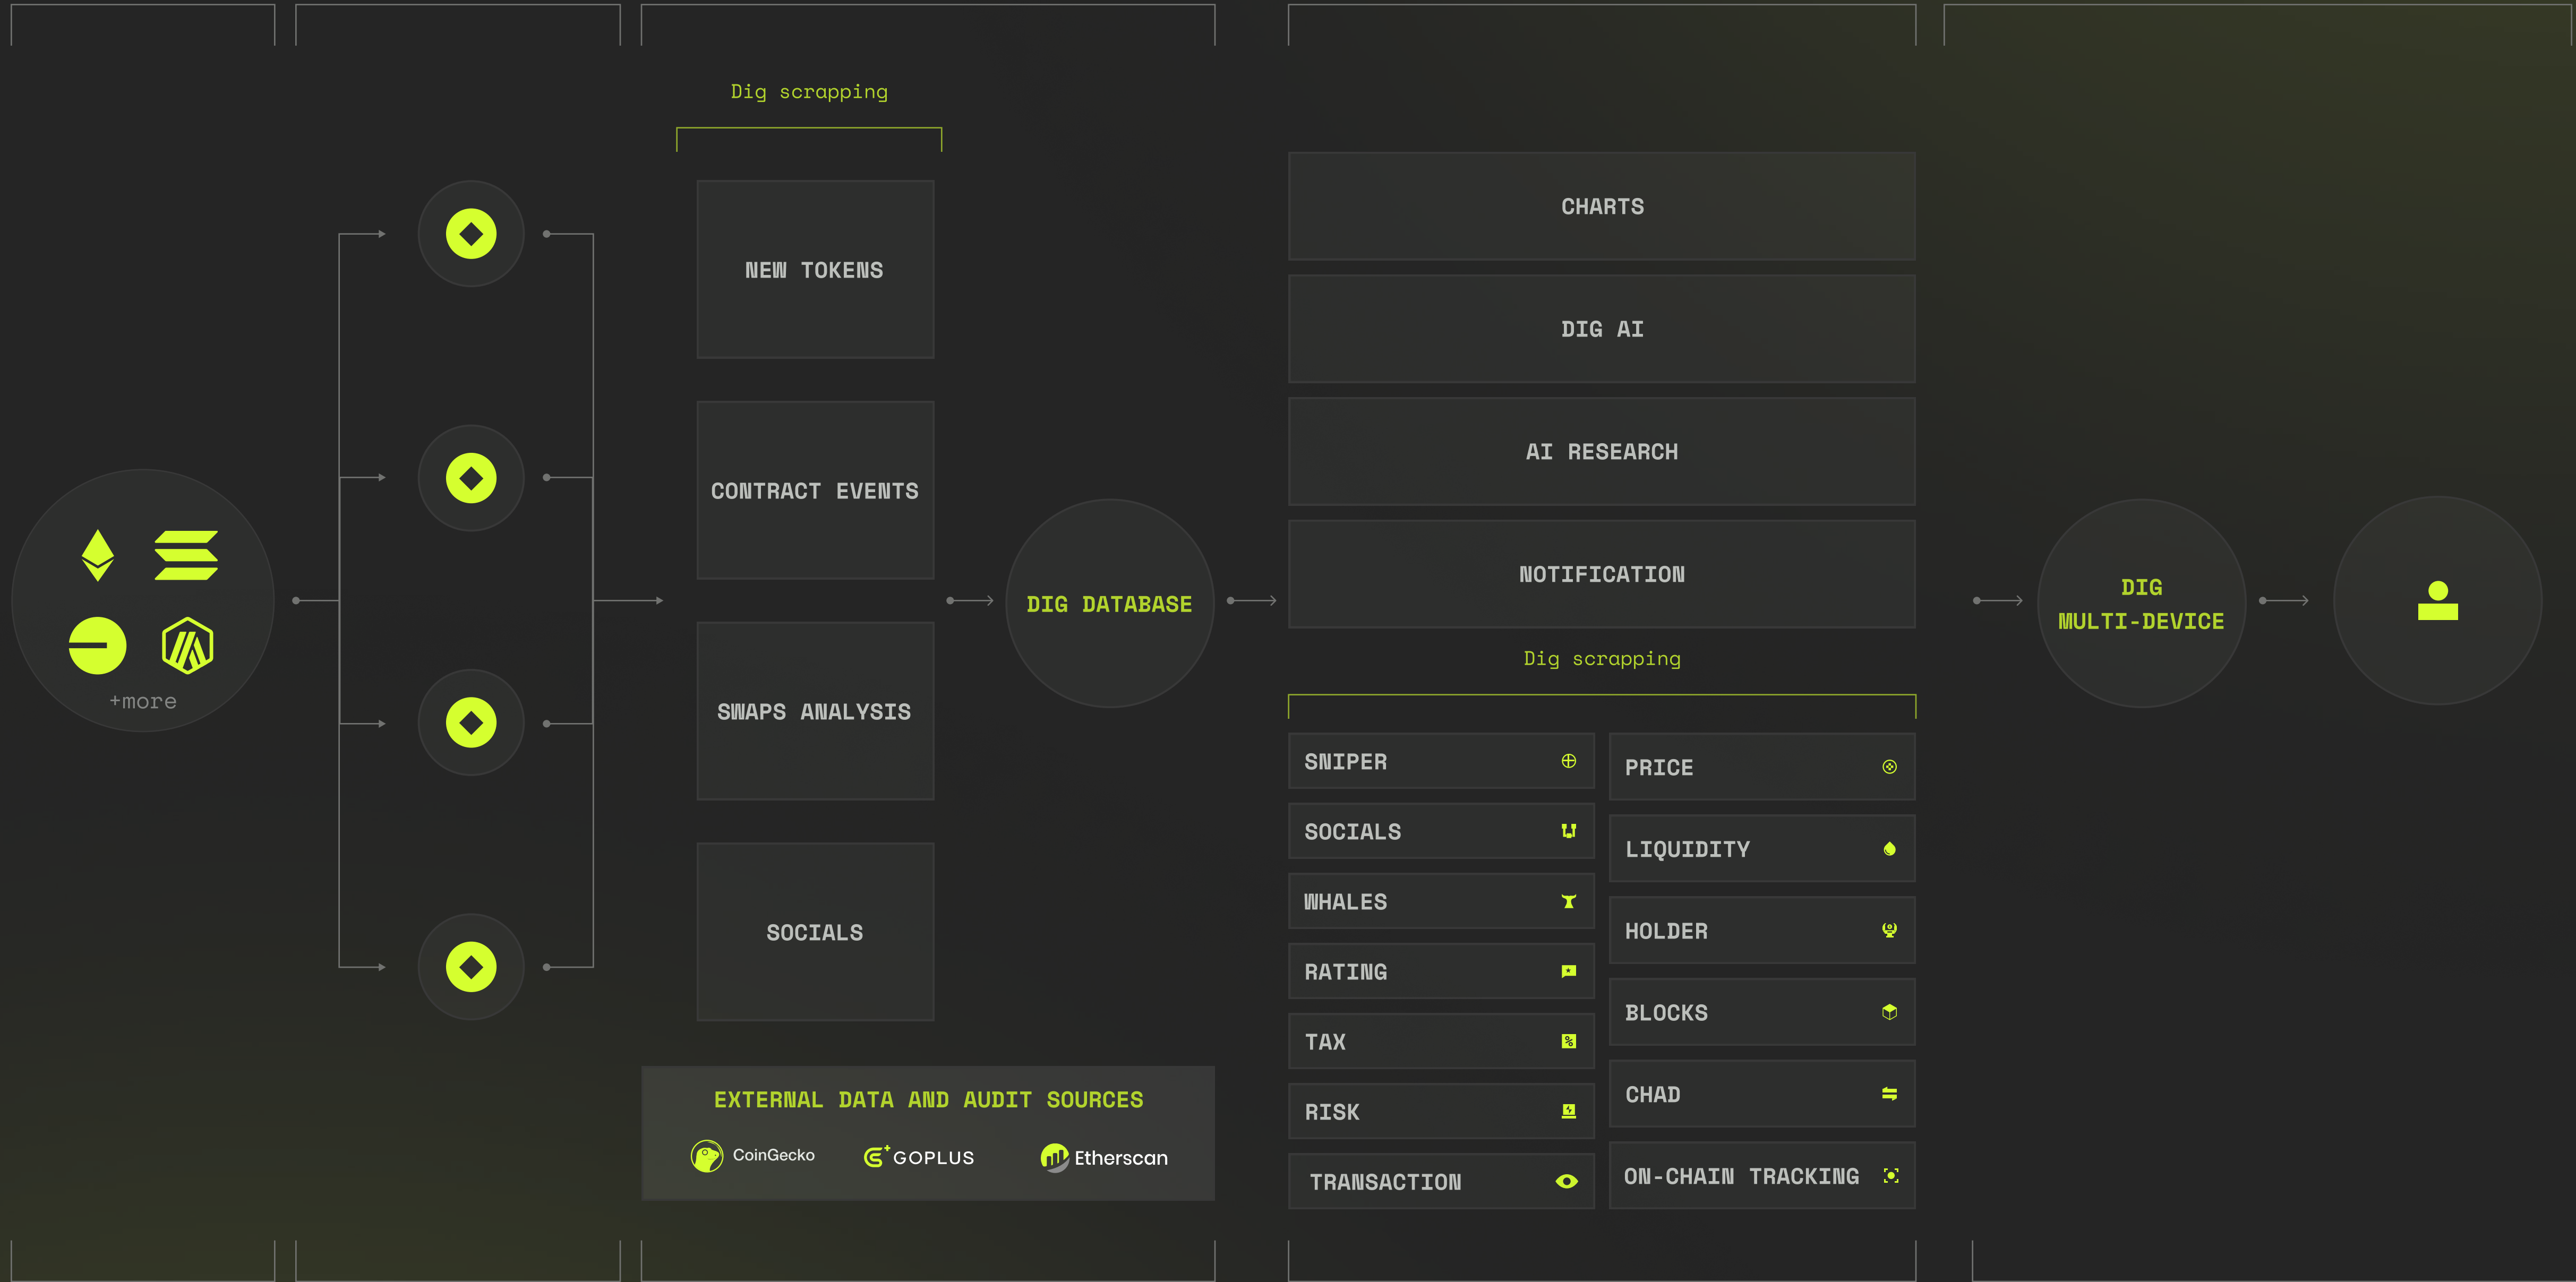 +more
Dig scrapping
NEW TOKENS
CONTRACT EVENTS
SWAPS ANALYSIS
SOCIALS
EXTERNAL DATA AND AUDIT SOURCES
CoinGecko
GOPLUS
Etherscan
DIG DATABASE
CHARTS
DIG AI
AI RESEARCH
NOTIFICATION
Dig scrapping
SNIPER
SOCIALS
WHALES
RATING
TAX
%
RISK
TRANSACTION
PRICE
LIQUIDITY
HOLDER
BLOCKS
CHAD
ON-CHAIN TRACKING
DIG
MULTI-DEVICE